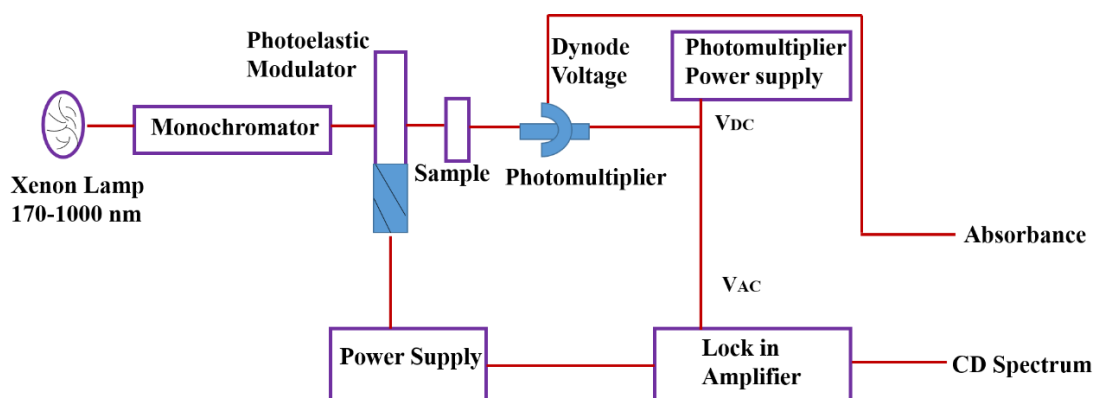 Photoelastic
Modulator
Dynode
Voltage
Photomultiplier
Power supply
Monochromator
VDC
Sample
Photomultiplier
Xenon Lamp
170-1000 nm
Absorbance
VAC
Power Supply
Lock in
Amplifier
CD Spectrum